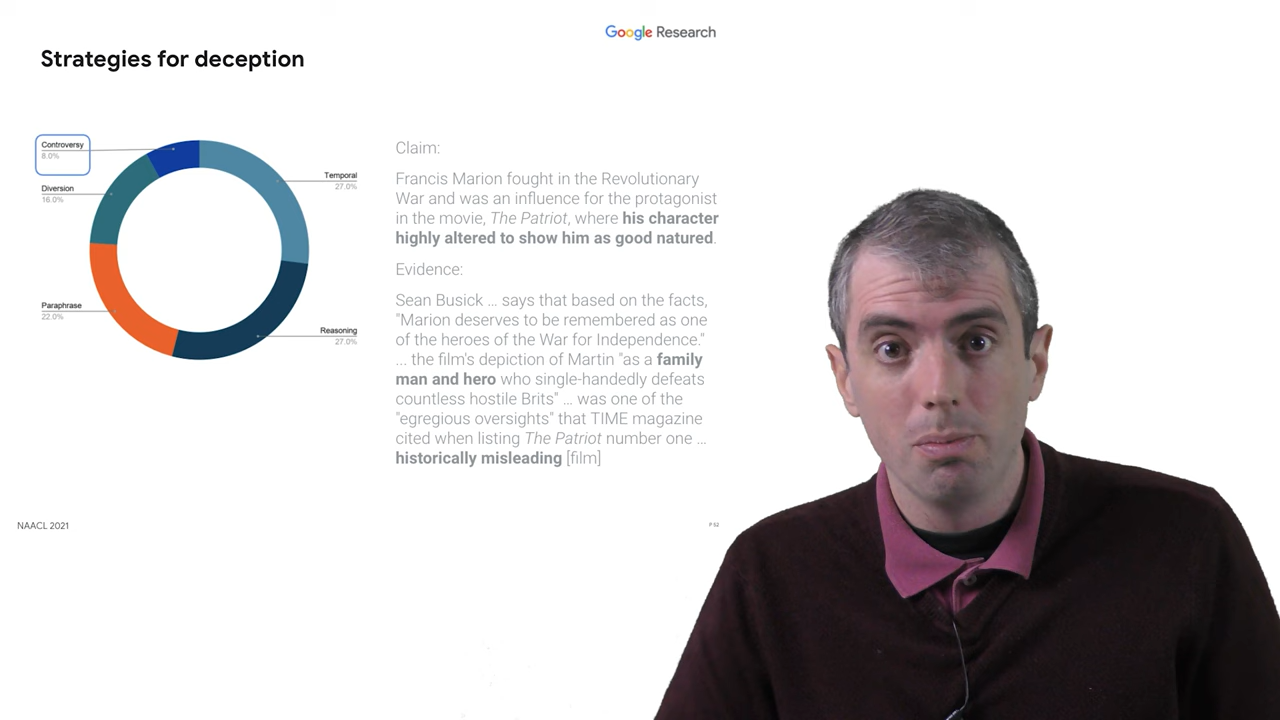 Google Research
Strategies for deception
Controversy
8.0%
Diversion
16.0%
Paraphrase
22.0%
Temporal
27.0%
Reasoning
27.0%
Claim:
Francis Marion fought in the Revolutionary
War and was an influence for the protagonist
in the movie, The Patriot, where his character
highly altered to show him as good natured.
Evidence:
Sean Busick ... says that based on the facts,
"Marion deserves to be remembered as one
of the heroes of the War for Independence."
... the film's depiction of Martin "as a family
man and hero who single-handedly defeats
countless hostile Brits" ... was one of the
"egregious oversights" that TIME magazine
cited when listing The Patriot number one ...
historically misleading [film]
NAACL 2021
P 52